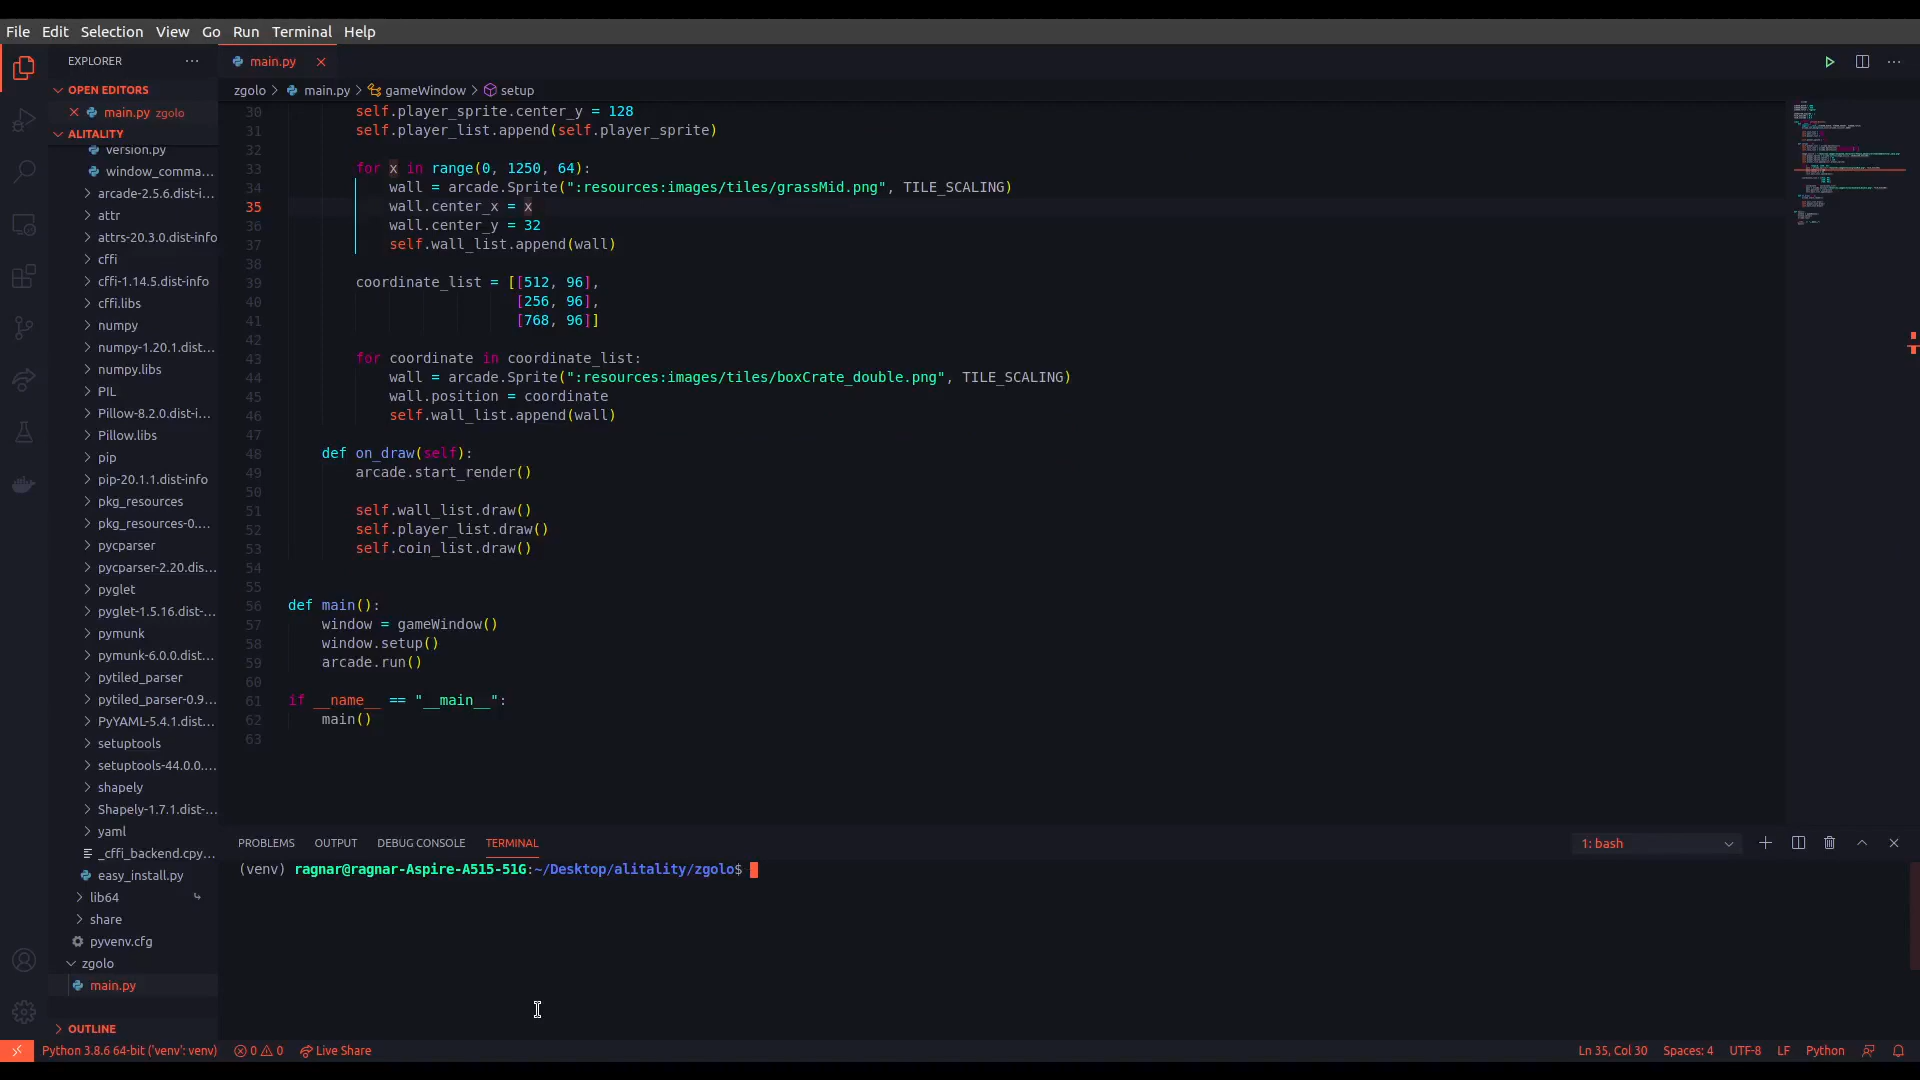 File Edit Selection View Go Run Terminal Help
EXPLORER ···
OPEN EDITORS
main.py zgolo
ALITALITY
version.py
window_comma...
arcade-2.5.6.dist-i...
attr
attrs-20.3.0.dist-info
cffi
cffi-1.14.5.dist-info
cffi.libs
numpy
numpy-1.20.1.dist...
numpy.libs
PIL
Pillow-8.2.0.dist-i...
Pillow.libs
pip
pip-20.1.1.dist-info
pkg_resources
pkg_resources-0....
pycparser
pycparser-2.20.dis...
pyglet
pyglet-1.5.16.dist-...
pymunk
pymunk-6.0.0.dist...
pytiled_parser
pytiled_parser-0.9...
PyYAML-5.4.1.dist...
setuptools
setuptools-44.0.0....
shapely
Shapely-1.7.1.dist-...
yaml
_cffi_backend.cpy...
easy_install.py
lib64
share
pyvenv.cfg
zgolo
main.py
OUTLINE
main.py
zgolo > main.py > gameWindow > setup
30 self.player_sprite.center_y = 128
31 self.player_list.append(self.player_sprite)
32
33 for x in range(0, 1250, 64):
34 wall = arcade.Sprite(":resources:images/tiles/grassMid.png", TILE_SCALING)
35 wall.center_x = x
36 wall.center_y = 32
37 self.wall_list.append(wall)
38
39 coordinate_list = [[512, 96],
40 [256, 96],
41 [768, 96]]
42
43 for coordinate in coordinate_list:
44 wall = arcade.Sprite(":resources:images/tiles/boxCrate_double.png", TILE_SCALING)
45 wall.position = coordinate
46 self.wall_list.append(wall)
47
48 def on_draw(self):
49 arcade.start_render()
50
51 self.wall_list.draw()
52 self.player_list.draw()
53 self.coin_list.draw()
54
55
56 def main():
57 window = gameWindow()
58 window.setup()
59 arcade.run()
60
61 if __name__ == "__main__":
62 main()
63
PROBLEMS OUTPUT DEBUG CONSOLE TERMINAL 1: bash
(venv) ragnar@ragnar-Aspire-A515-51G:~/Desktop/alitality/zgolo$
Python 3.8.6 64-bit ('venv': venv) 0 0 Live Share Ln 35, Col 30 Spaces: 4 UTF-8 LF Python